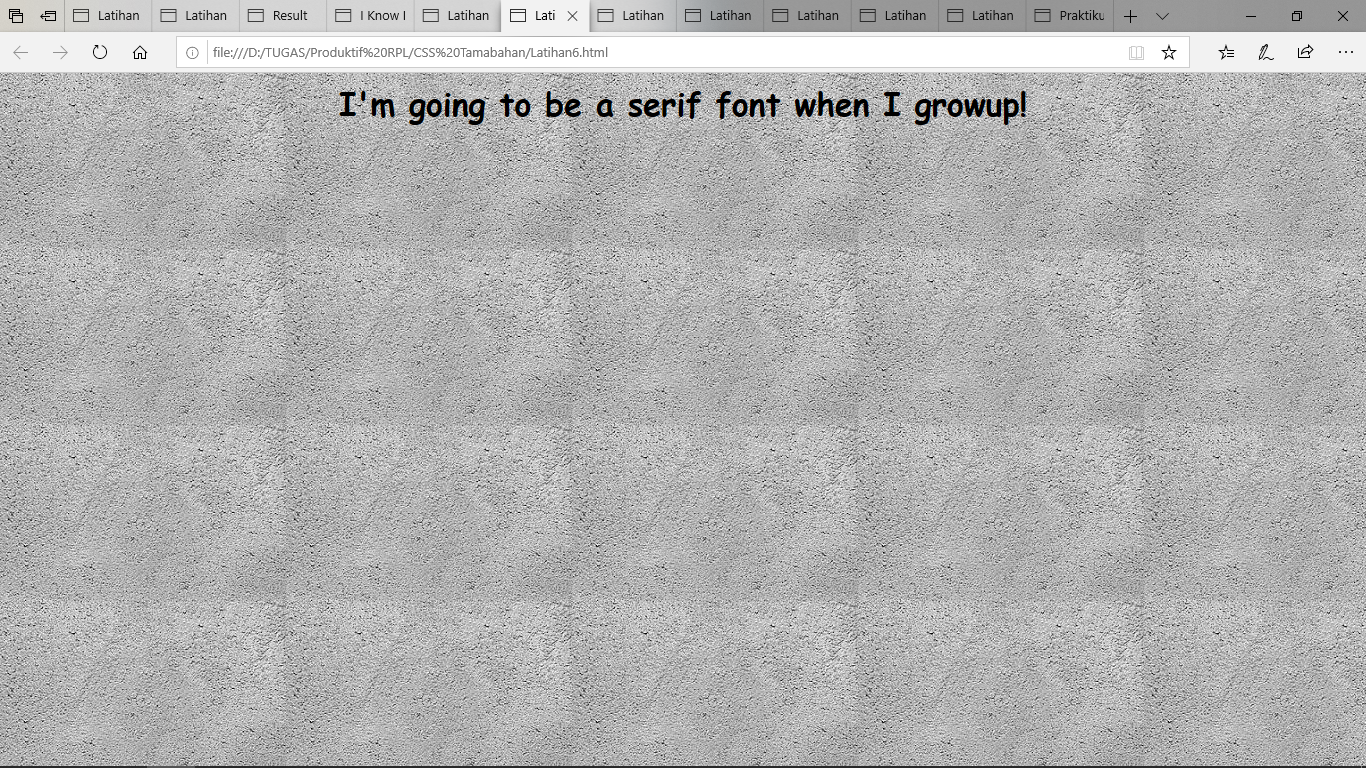 Latihan
Latihan
Result
I Know I
Latihan
Lati
Latihan
Latihan
Latihan
Latihan
Latihan
Praktiku
file:///D:/TUGAS/Produktif%20RPL/CSS%20Tamabahan/Latihan6.html
I'm going to be a serif font when I growup!